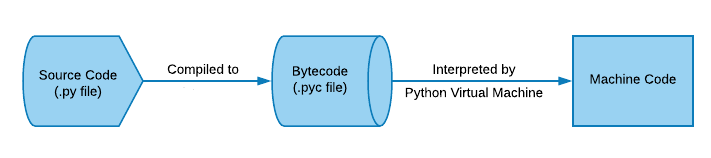 Source Code
(.py file)
Compiled to
Bytecode
(.pyc file)
Interpreted by
Python Virtual Machine
Machine Code